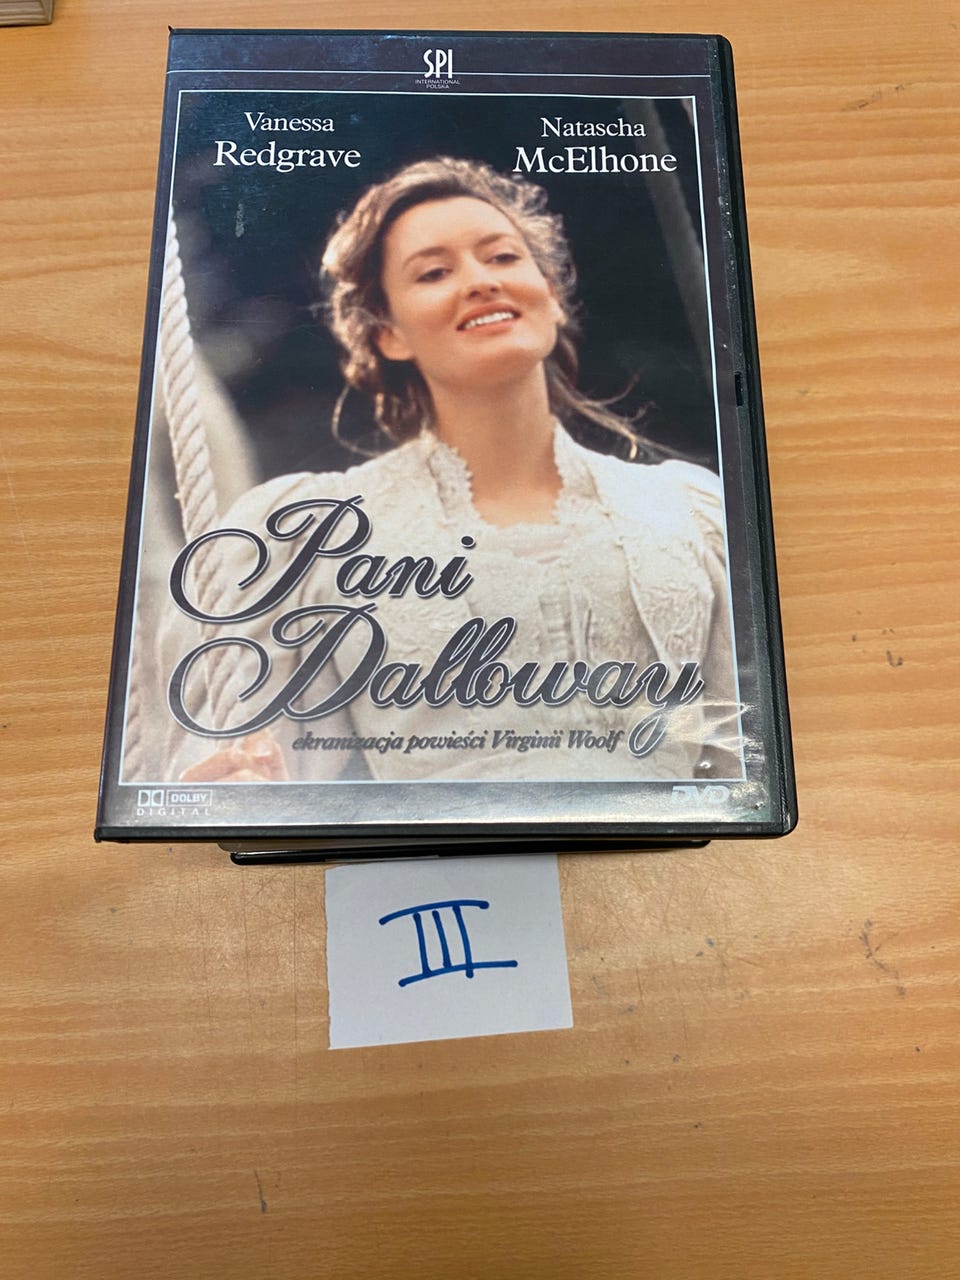 SPI
INTERNATIONAL
POLSKA
Vanessa
Redgrave
Natascha
McElhone
Pani
Dalloway
ekranizacja powieści Virginii Woolf
DOLBY
DIGITAL
DVD
III